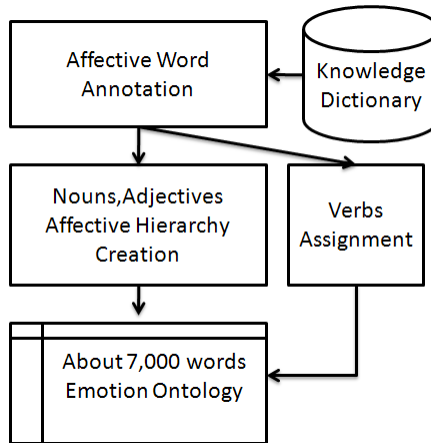 Affective Word
Annotation
Knowledge
Dictionary
Nouns,Adjectives
Affective Hierarchy
Creation
Verbs
Assignment
About 7,000 words
Emotion Ontology